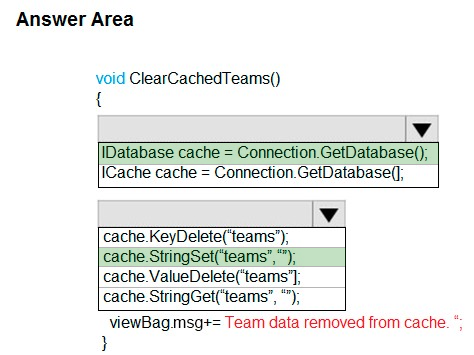 Answer Area
void ClearCachedTeams()
{
IDatabase cache = Connection.GetDatabase();
ICache cache = Connection.GetDatabase(];
cache.KeyDelete(“teams”);
cache.StringSet(“teams”,“”);
cache.ValueDelete(“teams”];
cache.StringGet(“teams”, “”);
viewBag.msg+= Team data removed from cache. “;
}